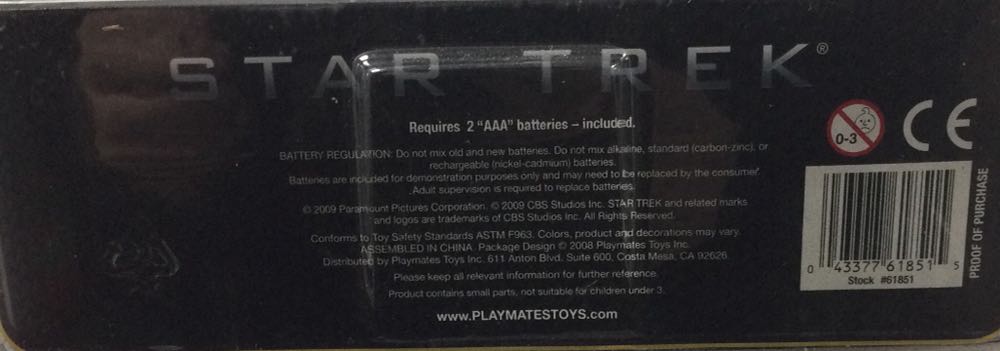 STAR TREK®
Requires 2 "AAA" batteries – included.
BATTERY REGULATION: Do not mix old and new batteries. Do not mix alkaline, standard (carbon-zinc), or
rechargeable (nickel-cadmium) batteries.
Batteries are included for demonstration purposes only and may need to be replaced by the consumer.
Adult supervision is required to replace batteries.
© 2009 Paramount Pictures Corporation. © 2009 CBS Studios Inc. STAR TREK and related marks
and logos are trademarks of CBS Studios Inc. All Rights Reserved.
Conforms to Toy Safety Standards ASTM F963. Colors, product and decorations may vary.
ASSEMBLED IN CHINA. Package Design © 2008 Playmates Toys Inc.
Distributed by Playmates Toys Inc. 611 Anton Blvd. Suite 600, Costa Mesa, CA 92626
Please keep all relevant information for further reference.
Product contains small parts, not suitable for children under 3.
www.PLAYMATESTOYS.com
0-3
CE
0 43377 61851 5
Stock #61851
PROOF OF PURCHASE